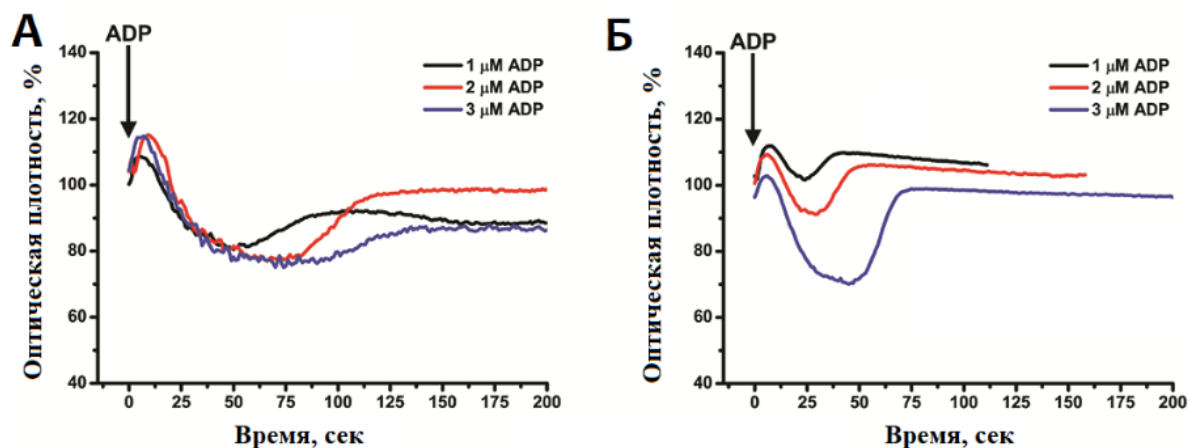 А
ADP
Оптическая плотность, %
140
120
100
80
60
40
1 μM ADP
2 μM ADP
3 μM ADP
0 25 50 75 100 125 150 175 200
Время, сек
Б
ADP
Оптическая плотность, %
140
120
100
80
60
40
1 μM ADP
2 μM ADP
3 μM ADP
0 25 50 75 100 125 150 175 200
Время, сек